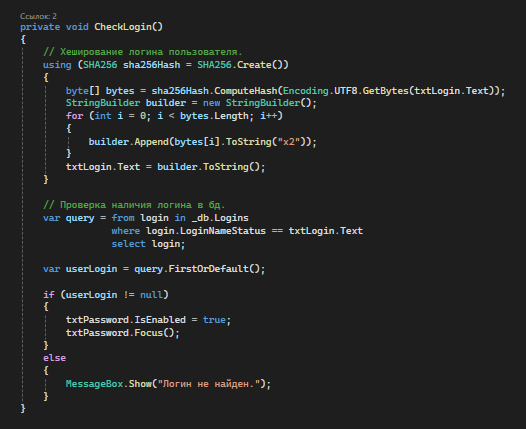 Ссылок: 2
private void CheckLogin()
{
    // Хеширование логина пользователя.
    using (SHA256 sha256Hash = SHA256.Create())
    {
        byte[] bytes = sha256Hash.ComputeHash(Encoding.UTF8.GetBytes(txtLogin.Text));
        StringBuilder builder = new StringBuilder();
        for (int i = 0; i < bytes.Length; i++)
        {
            builder.Append(bytes[i].ToString("x2"));
        }
        txtLogin.Text = builder.ToString();
    }

    // Проверка наличия логина в бд.
    var query = from login in _db.Logins
                where login.LoginNameStatus == txtLogin.Text
                select login;

    var userLogin = query.FirstOrDefault();

    if (userLogin != null)
    {
        txtPassword.IsEnabled = true;
        txtPassword.Focus();
    }
    else
    {
        MessageBox.Show("Логин не найден.");
    }
}